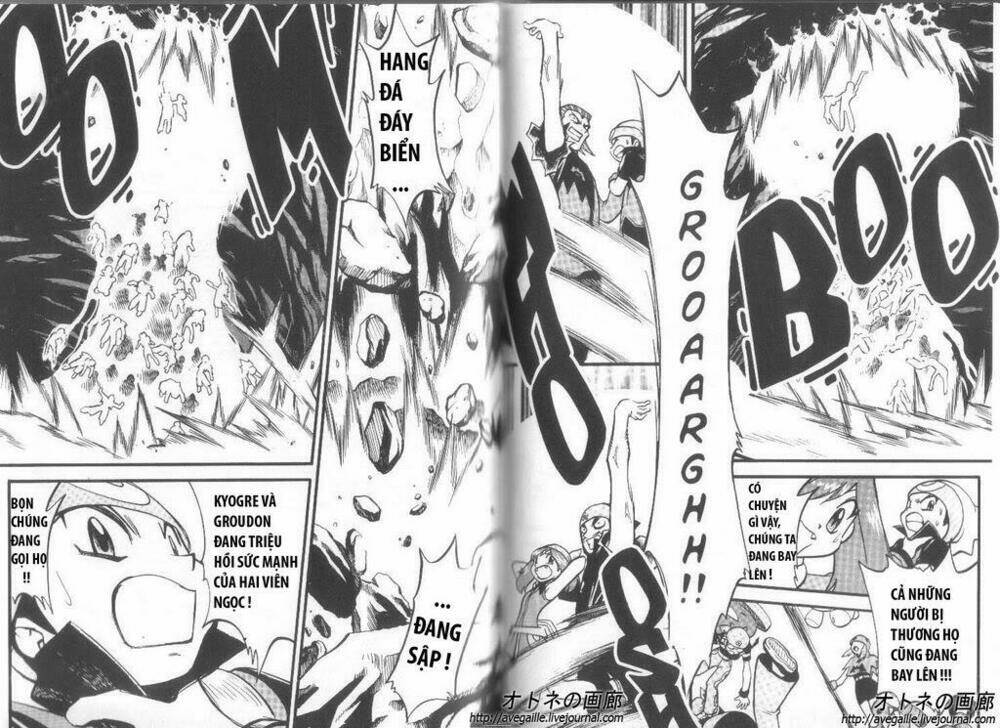 BOO
GROOARARGHH!!
CÓ
CHUYỆN
GÌ VẬY,
CHÚNG TA
ĐANG BAY
LÊN !
CẢ NHỮNG
NGƯỜI BỊ
THƯƠNG HỌ
CŨNG ĐANG
BAY LÊN !!!
OOM
HANG
ĐÁ
ĐÁY
BIỂN
...
...
ĐANG
SẬP !
KYOGRE VÀ
GROUDON
ĐANG TRIỆU
HỒI SỨC MẠNH
CỦA HAI VIÊN
NGỌC !
BỌN
CHÚNG
ĐANG
GỌI HỌ
!!
オトネの画廊
http://avegaille.livejournal.com/
オトネの画廊
http://avegaille.livejournal.com/